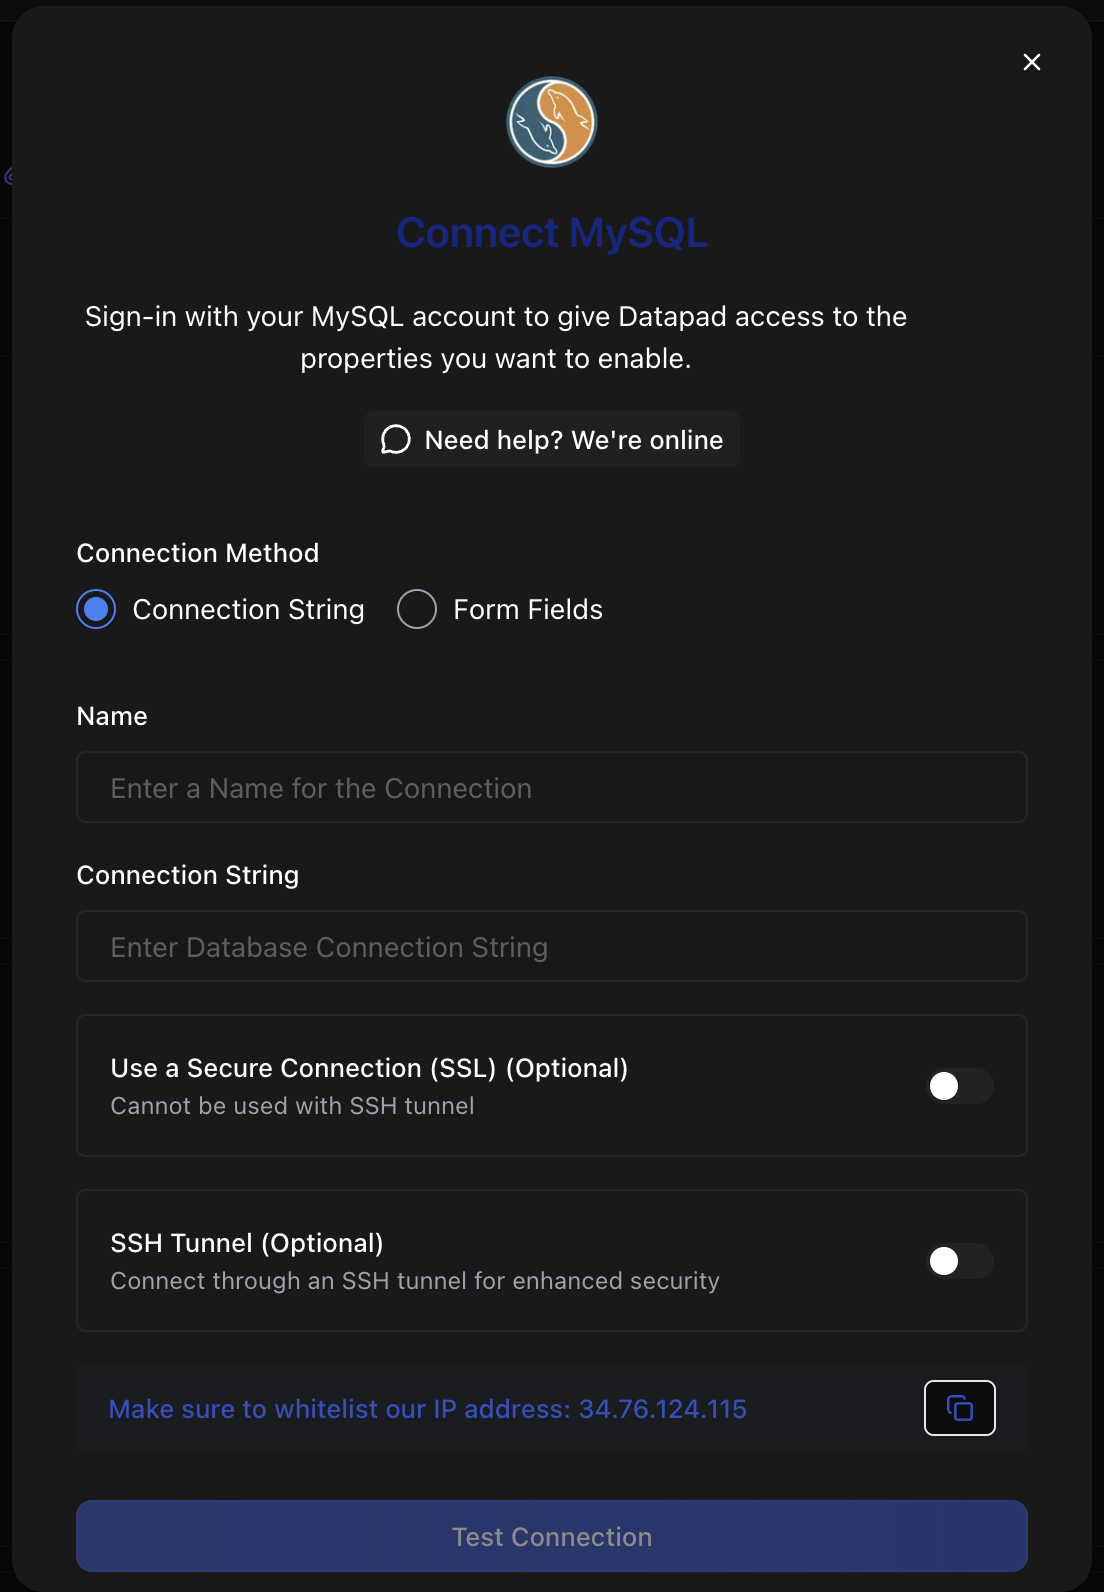 Connect MySQL
Sign-in with your MySQL account to give Datapad access to the
properties you want to enable.
Need help? We're online
Connection Method
Connection String
Form Fields
Name
Enter a Name for the Connection
Connection String
Enter Database Connection String
Use a Secure Connection (SSL) (Optional)
Cannot be used with SSH tunnel
SSH Tunnel (Optional)
Connect through an SSH tunnel for enhanced security
Make sure to whitelist our IP address: 34.76.124.115
Test Connection